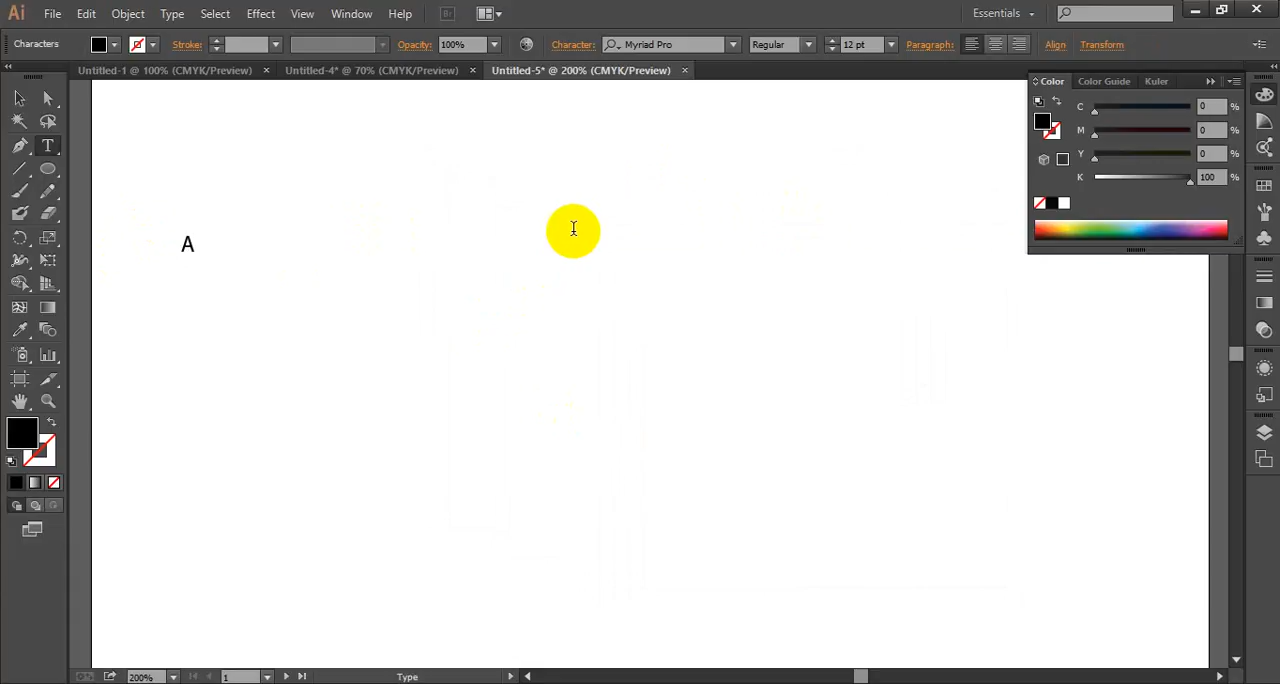 Ai File Edit Object Type Select Effect View Window Help Br Essentials
Characters Stroke: Opacity: 100% Character: Myriad Pro Regular 12 pt Paragraph: Align Transform
Untitled-1 @ 100% (CMYK/Preview) × Untitled-4* @ 70% (CMYK/Preview) × Untitled-5* @ 200% (CMYK/Preview) ×
Color Color Guide Kuler
C 0 %
M 0 %
Y 0 %
K 100 %
A
200% 1 Type